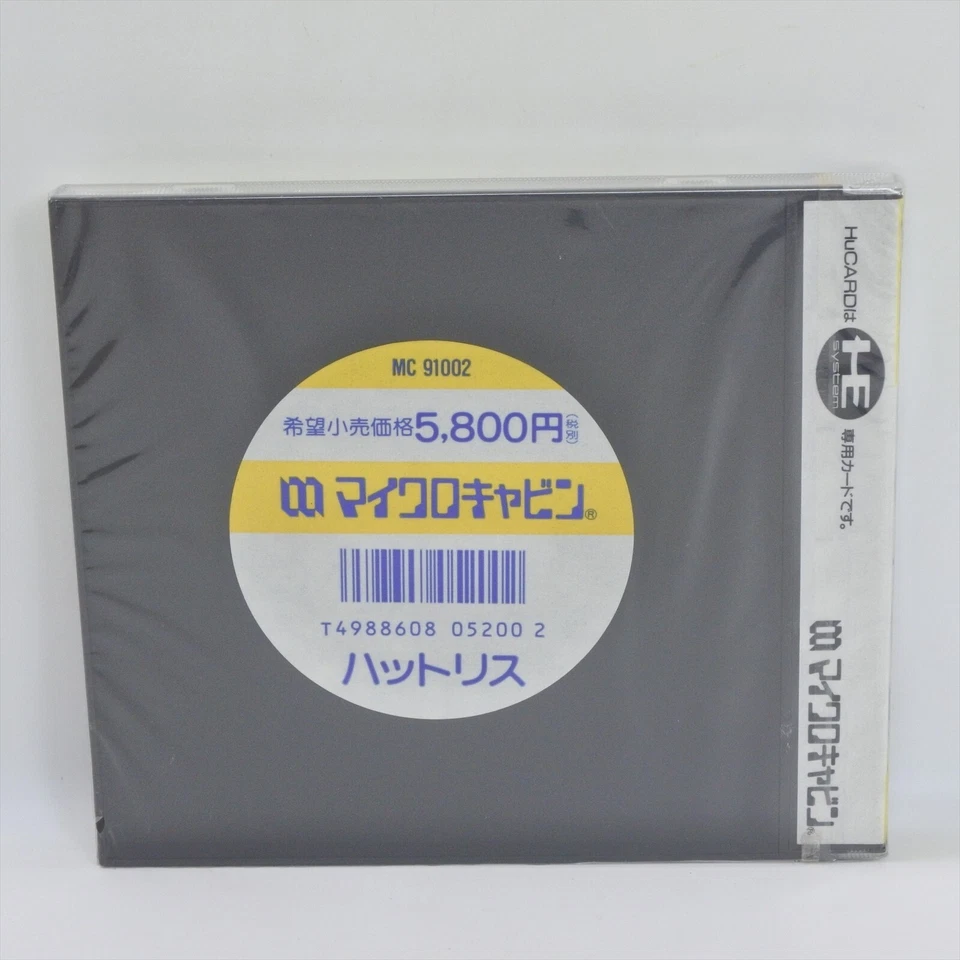 MC 91002
希望小売価格5,800円(税別)
マイクロキャビン®
T4988608 05200 2
ハットリス
HuCARDは HE system 専用カードです。
マイクロキャビン®